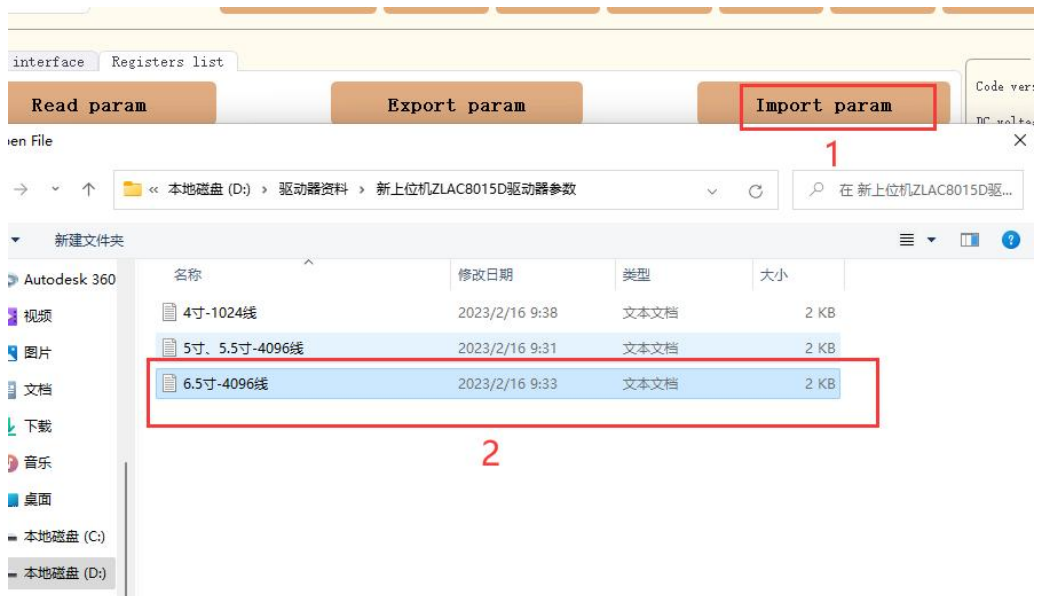 interface Registers list
Read param Export param Import param
Code ver
DC volta
pen File
1
« 本地磁盘 (D:) › 驱动器资料 › 新上位机ZLAC8015D驱动器参数
在 新上位机ZLAC8015D驱...
新建文件夹
名称 修改日期 类型 大小
Autodesk 360
视频
图片
文档
下载
音乐
桌面
本地磁盘 (C:)
本地磁盘 (D:)
4寸-1024线 2023/2/16 9:38 文本文档 2 KB
5寸、5.5寸-4096线 2023/2/16 9:31 文本文档 2 KB
6.5寸-4096线 2023/2/16 9:33 文本文档 2 KB
2